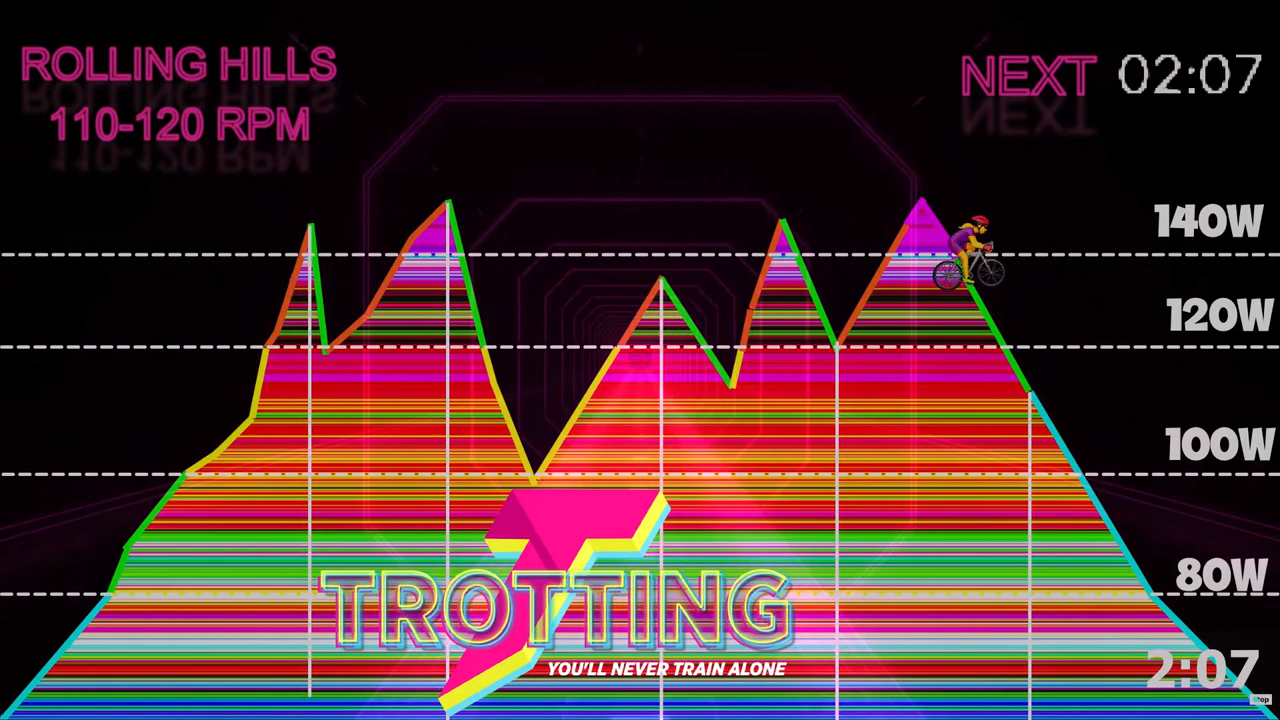 ROLLING HILLS
110-120 RPM
NEXT 02:07
140W
120W
100W
80W
TROTTING
YOU'LL NEVER TRAIN ALONE
2:07
Stop